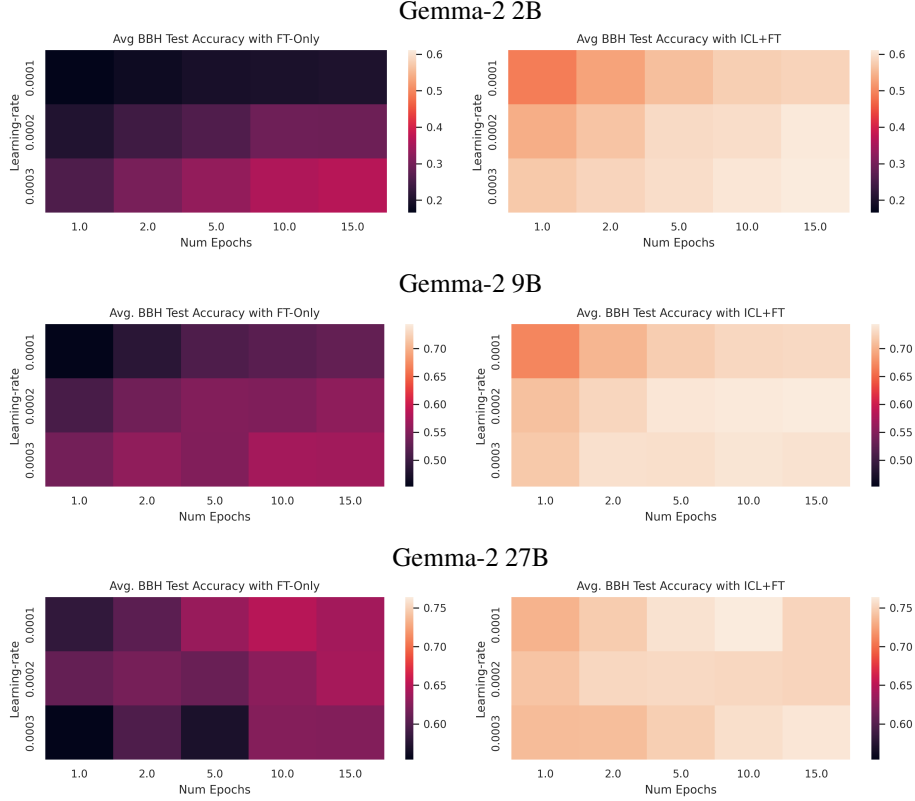 Gemma-2 2B
Avg BBH Test Accuracy with FT-Only
Learning-rate
0.0001
0.0002
0.0003
1.0 2.0 5.0 10.0 15.0
Num Epochs
0.6
0.5
0.4
0.3
0.2
Avg BBH Test Accuracy with ICL+FT
Learning-rate
0.0001
0.0002
0.0003
1.0 2.0 5.0 10.0 15.0
Num Epochs
0.6
0.5
0.4
0.3
0.2
Gemma-2 9B
Avg. BBH Test Accuracy with FT-Only
Learning-rate
0.0001
0.0002
0.0003
1.0 2.0 5.0 10.0 15.0
Num Epochs
0.70
0.65
0.60
0.55
0.50
Avg. BBH Test Accuracy with ICL+FT
Learning-rate
0.0001
0.0002
0.0003
1.0 2.0 5.0 10.0 15.0
Num Epochs
0.70
0.65
0.60
0.55
0.50
Gemma-2 27B
Avg. BBH Test Accuracy with FT-Only
Learning-rate
0.0001
0.0002
0.0003
1.0 2.0 5.0 10.0 15.0
Num Epochs
0.75
0.70
0.65
0.60
Avg. BBH Test Accuracy with ICL+FT
Learning-rate
0.0001
0.0002
0.0003
1.0 2.0 5.0 10.0 15.0
Num Epochs
0.75
0.70
0.65
0.60